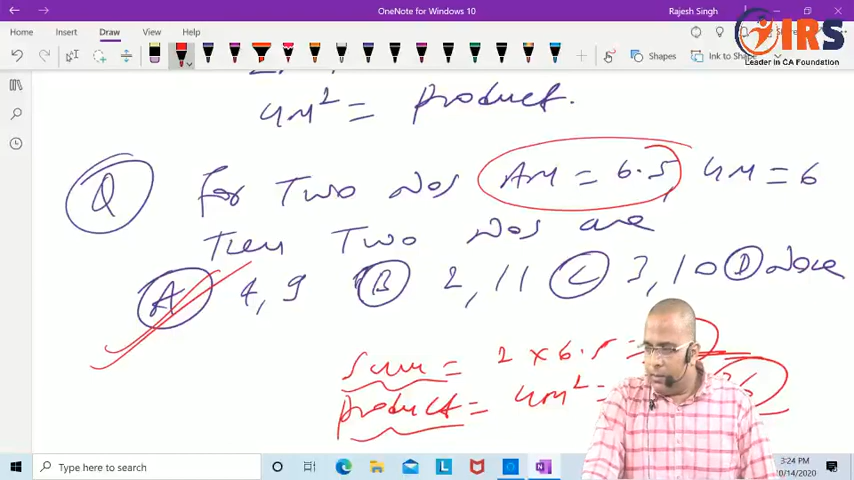 OneNote for Windows 10
Rajesh Singh
Home Insert Draw View Help
Shapes Ink to Shape
IRS
Leader in CA Foundation
GM² = product.
Q For Two Nos AM = 6.5, GM = 6
Then Two Nos are
A 4, 9 B 2, 11 C 3, 10 D None
Sum = 2 × 6.5 =
product = GM² = 36
Type here to search
3:24 PM
10/14/2020